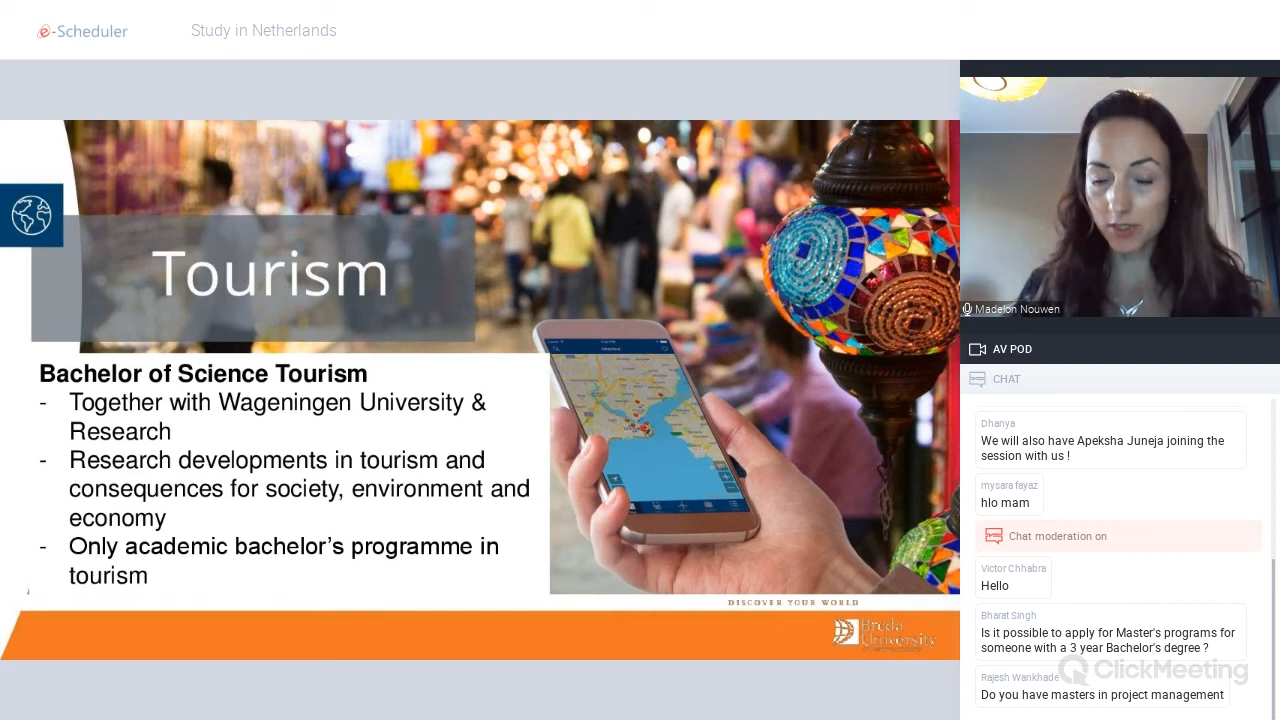 e-Scheduler
Study in Netherlands
Tourism
Bachelor of Science Tourism
- Together with Wageningen University &
Research
- Research developments in tourism and
consequences for society, environment and
economy
- Only academic bachelor's programme in
tourism
DISCOVER YOUR WORLD
Breda
University
Madelon Nouwen
AV POD
CHAT
Dhanya
We will also have Apeksha Juneja joining the
session with us !
mysara fayaz
hlo mam
Chat moderation on
Victor Chhabra
Hello
Bharat Singh
Is it possible to apply for Master's programs for
someone with a 3 year Bachelor's degree ?
ClickMeeting
Rajesh Wankhade
Do you have masters in project management